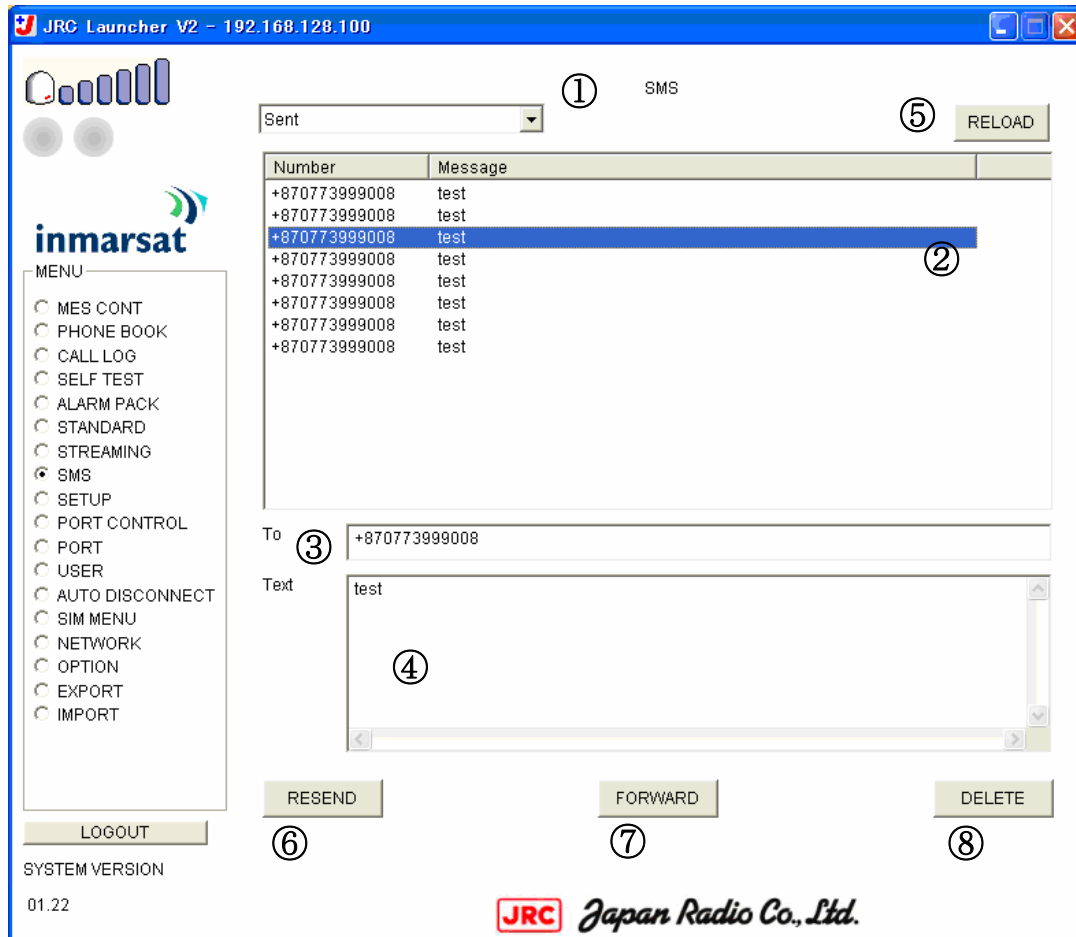 JRC Launcher V2 - 192.168.128.100
① SMS
Sent
⑤ RELOAD
Number Message
+870773999008 test
+870773999008 test
+870773999008 test
②
+870773999008 test
+870773999008 test
+870773999008 test
+870773999008 test
+870773999008 test
inmarsat
MENU
MES CONT
PHONE BOOK
CALL LOG
SELF TEST
ALARM PACK
STANDARD
STREAMING
SMS
SETUP
PORT CONTROL
PORT
USER
AUTO DISCONNECT
SIM MENU
NETWORK
OPTION
EXPORT
IMPORT
To ③ +870773999008
Text test
④
RESEND FORWARD DELETE
⑥ ⑦ ⑧
LOGOUT
SYSTEM VERSION
01.22
JRC Japan Radio Co., Ltd.